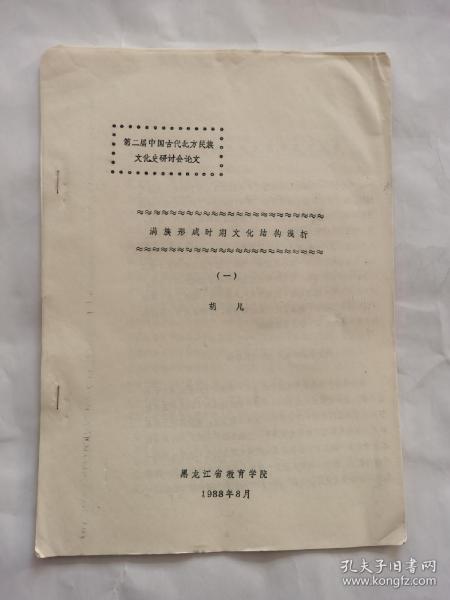 第二届中国古代北方民族
文化史研讨会论文
满族形成时期文化结构浅析
（一）
胡凡
黑龙江省教育学院
1988年8月
孔夫子旧书网
www.kongfz.com